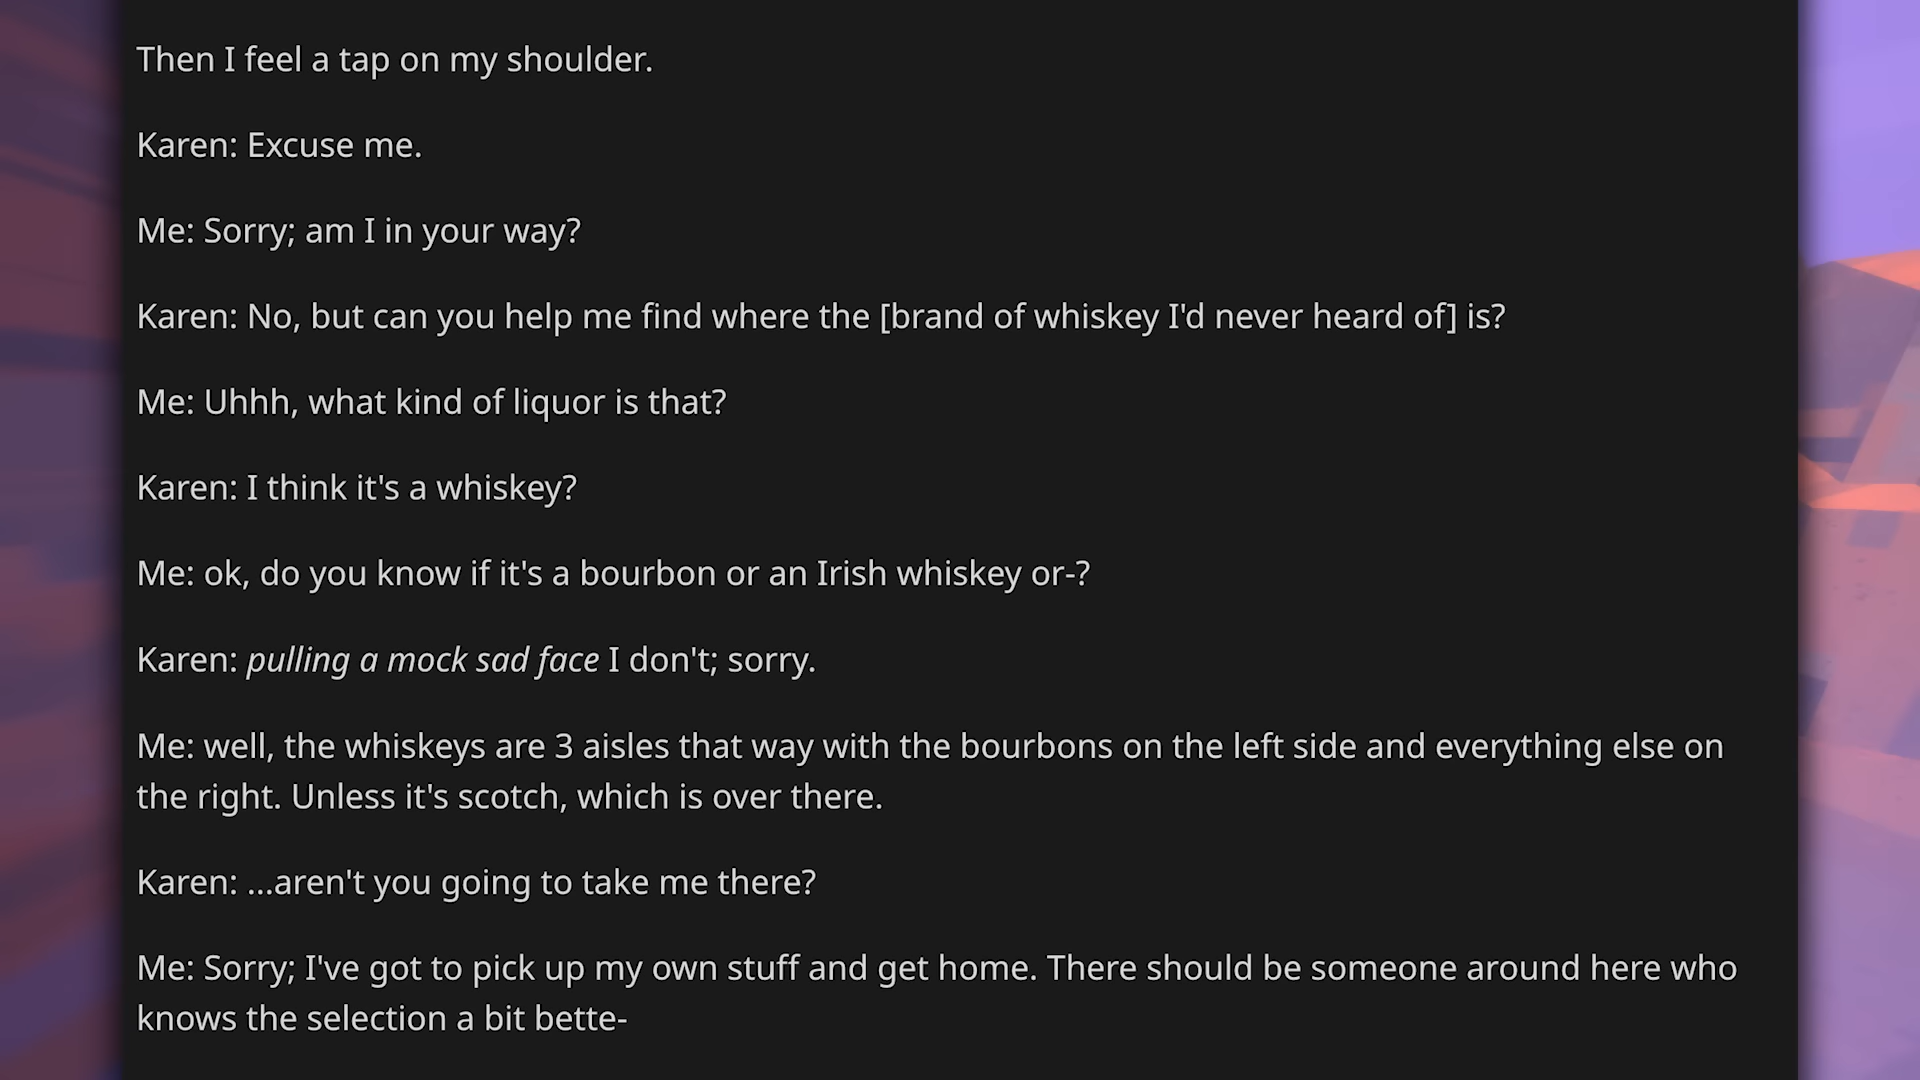 Then I feel a tap on my shoulder.
Karen: Excuse me.
Me: Sorry; am I in your way?
Karen: No, but can you help me find where the [brand of whiskey I'd never heard of] is?
Me: Uhhh, what kind of liquor is that?
Karen: I think it's a whiskey?
Me: ok, do you know if it's a bourbon or an Irish whiskey or-?
Karen: pulling a mock sad face I don't; sorry.
Me: well, the whiskeys are 3 aisles that way with the bourbons on the left side and everything else on
the right. Unless it's scotch, which is over there.
Karen: ...aren't you going to take me there?
Me: Sorry; I've got to pick up my own stuff and get home. There should be someone around here who
knows the selection a bit bette-